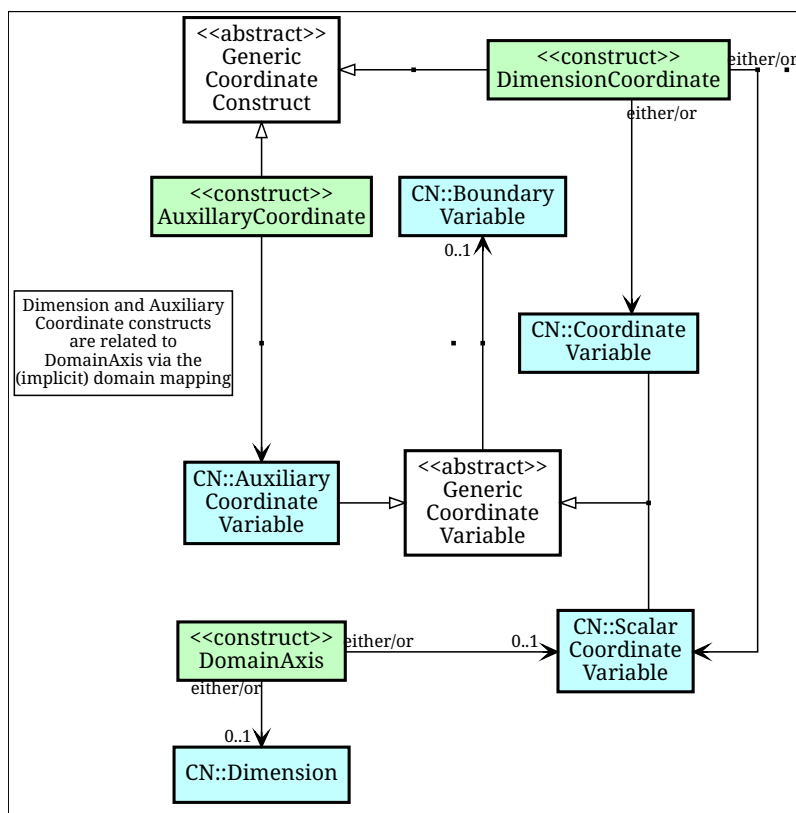 <<abstract>>
Generic
Coordinate
Construct
<<construct>>
DimensionCoordinate
either/or
either/or
<<construct>>
AuxillaryCoordinate
CN::Boundary
Variable
0..1
Dimension and Auxiliary
Coordinate constructs
are related to
DomainAxis via the
(implicit) domain mapping
CN::Coordinate
Variable
CN::Auxiliary
Coordinate
Variable
<<abstract>>
Generic
Coordinate
Variable
<<construct>>
DomainAxis
either/or
0..1
CN::Scalar
Coordinate
Variable
either/or
0..1
CN::Dimension